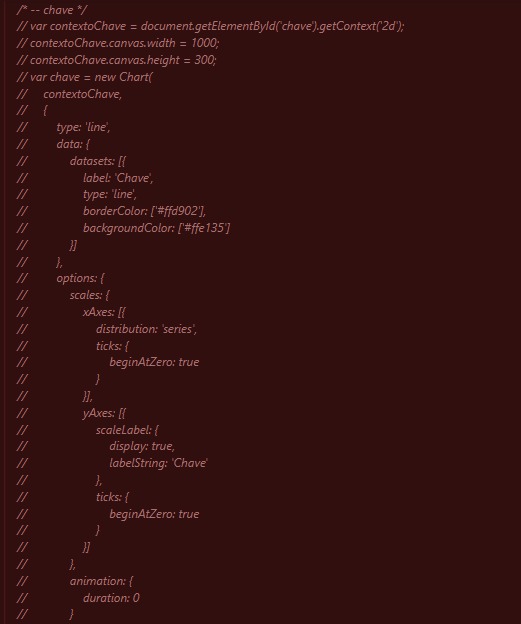 /* -- chave */
// var contextoChave = document.getElementById('chave').getContext('2d');
// contextoChave.canvas.width = 1000;
// contextoChave.canvas.height = 300;
// var chave = new Chart(
//     contextoChave,
//     {
//         type: 'line',
//         data: {
//             datasets: [{
//                 label: 'Chave',
//                 type: 'line',
//                 borderColor: ['#ffd902'],
//                 backgroundColor: ['#ffe135']
//             }]
//         },
//         options: {
//             scales: {
//                 xAxes: [{
//                     distribution: 'series',
//                     ticks: {
//                         beginAtZero: true
//                     }
//                 }],
//                 yAxes: [{
//                     scaleLabel: {
//                         display: true,
//                         labelString: 'Chave'
//                     },
//                     ticks: {
//                         beginAtZero: true
//                     }
//                 }]
//             },
//             animation: {
//                 duration: 0
//             }